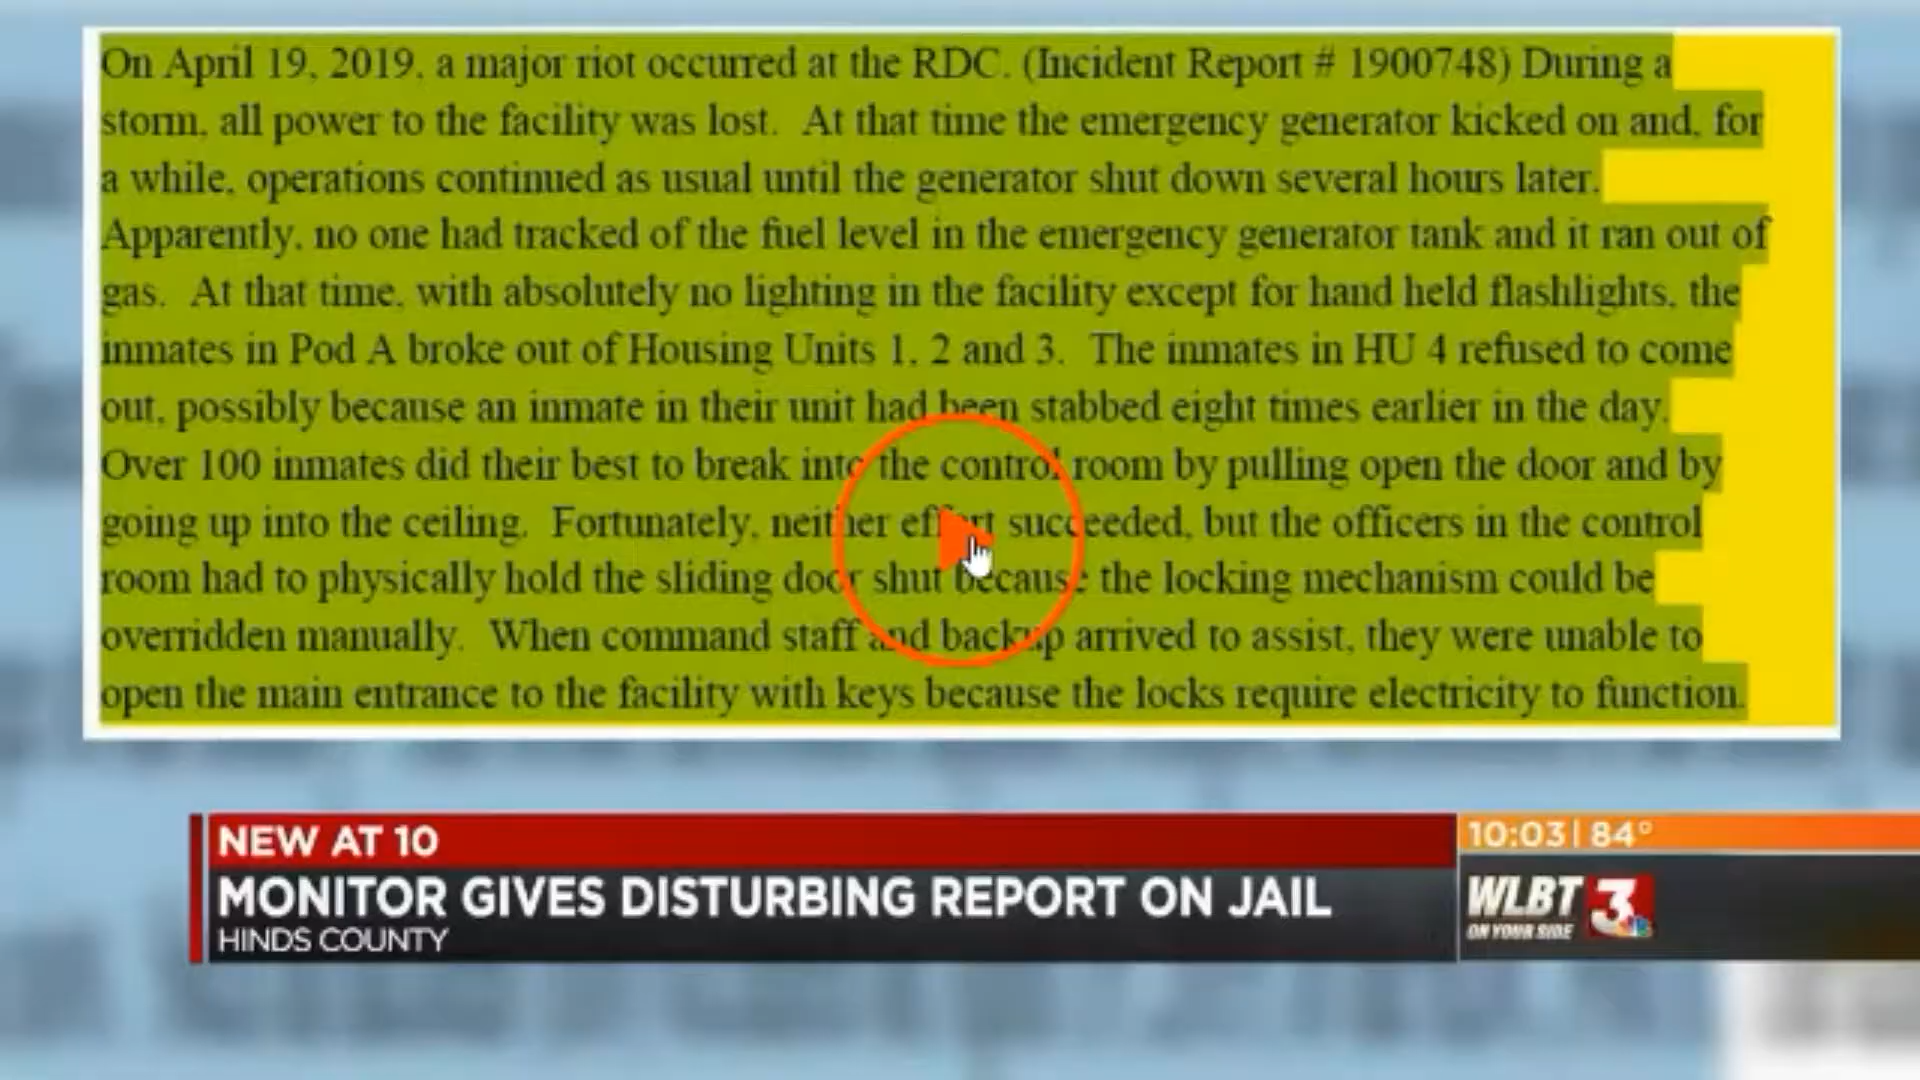 On April 19, 2019, a major riot occurred at the RDC. (Incident Report # 1900748) During a
storm, all power to the facility was lost.  At that time the emergency generator kicked on and, for
a while, operations continued as usual until the generator shut down several hours later.
Apparently, no one had tracked of the fuel level in the emergency generator tank and it ran out of
gas.  At that time, with absolutely no lighting in the facility except for hand held flashlights, the
inmates in Pod A broke out of Housing Units 1, 2 and 3.  The inmates in HU 4 refused to come
out, possibly because an inmate in their unit had been stabbed eight times earlier in the day.
Over 100 inmates did their best to break into the control room by pulling open the door and by
going up into the ceiling.  Fortunately, neither effort succeeded, but the officers in the control
room had to physically hold the sliding door shut because the locking mechanism could be
overridden manually.  When command staff and backup arrived to assist, they were unable to
open the main entrance to the facility with keys because the locks require electricity to function.
NEW AT 10
10:03 | 84°
MONITOR GIVES DISTURBING REPORT ON JAIL
HINDS COUNTY
WLBT 3
ON YOUR SIDE